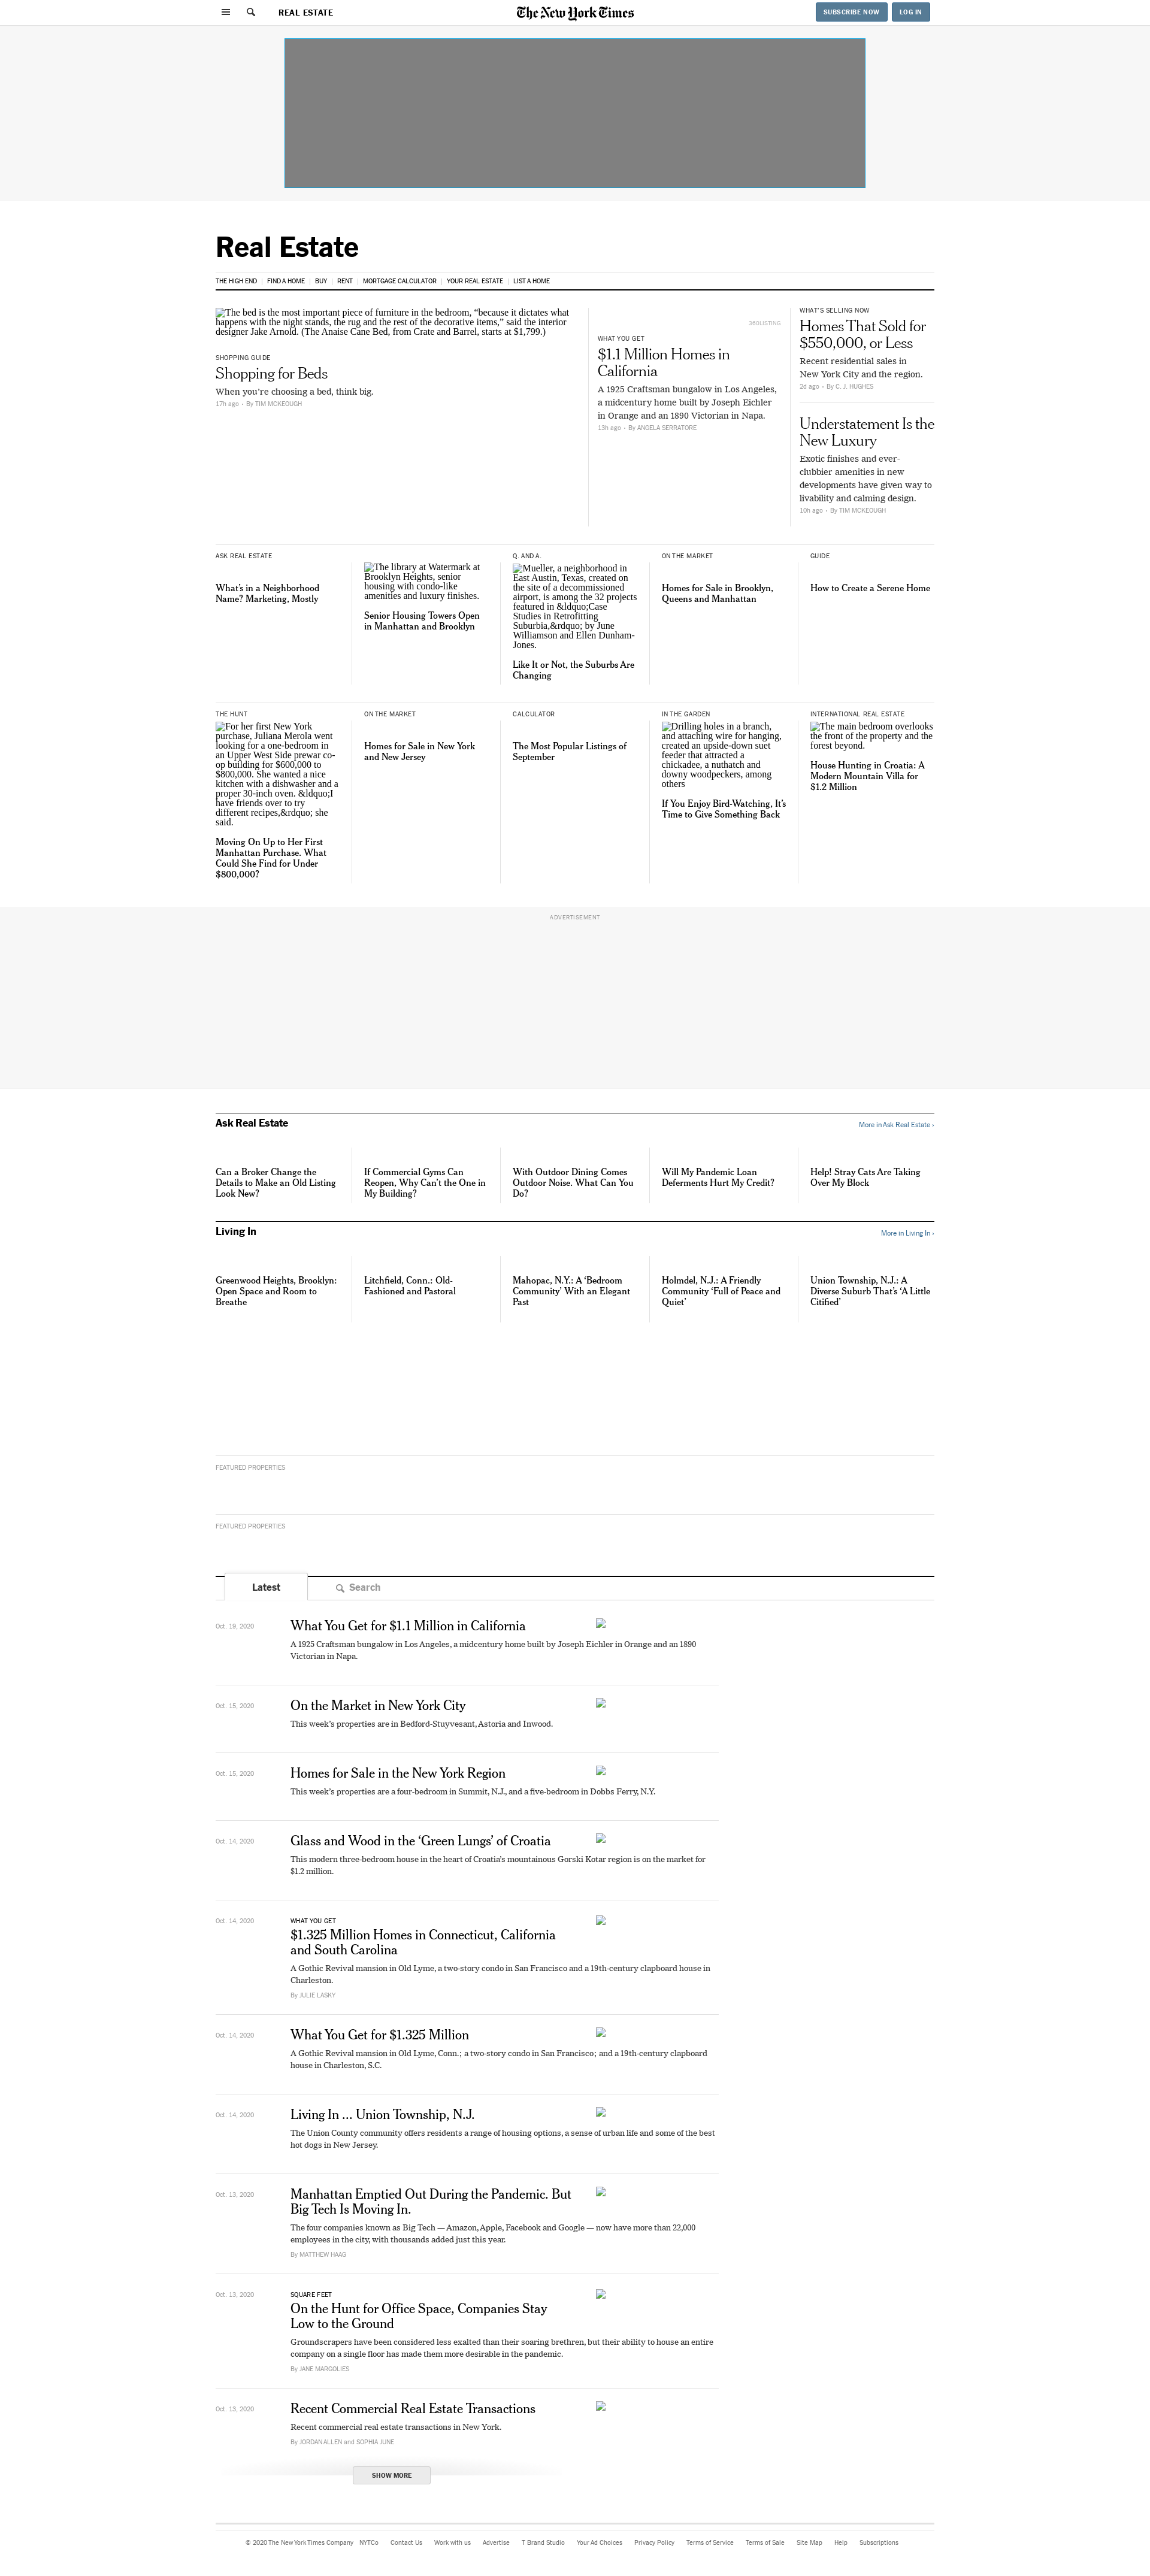 REAL ESTATE
The New York Times
SUBSCRIBE NOW
LOG IN
Real Estate
THE HIGH END | FIND A HOME | BUY | RENT | MORTGAGE CALCULATOR | YOUR REAL ESTATE | LIST A HOME
The bed is the most important piece of furniture in the bedroom, “because it dictates what
happens with the night stands, the rug and the rest of the decorative items,” said the interior
designer Jake Arnold. (The Anaise Cane Bed, from Crate and Barrel, starts at $1,799.)
SHOPPING GUIDE
Shopping for Beds
When you’re choosing a bed, think big.
17h ago • By TIM MCKEOUGH
360LISTING
WHAT YOU GET
$1.1 Million Homes in
California
A 1925 Craftsman bungalow in Los Angeles,
a midcentury home built by Joseph Eichler
in Orange and an 1890 Victorian in Napa.
13h ago • By ANGELA SERRATORE
WHAT’S SELLING NOW
Homes That Sold for
$550,000, or Less
Recent residential sales in
New York City and the region.
2d ago • By C. J. HUGHES
Understatement Is the
New Luxury
Exotic finishes and ever-
clubbier amenities in new
developments have given way to
livability and calming design.
10h ago • By TIM MCKEOUGH
ASK REAL ESTATE
What’s in a Neighborhood
Name? Marketing, Mostly
The library at Watermark at
Brooklyn Heights, senior
housing with condo-like
amenities and luxury finishes.
Senior Housing Towers Open
in Manhattan and Brooklyn
Q. AND A.
Mueller, a neighborhood in
East Austin, Texas, created on
the site of a decommissioned
airport, is among the 32 projects
featured in &ldquo;Case
Studies in Retrofitting
Suburbia,&rdquo; by June
Williamson and Ellen Dunham-
Jones.
Like It or Not, the Suburbs Are
Changing
ON THE MARKET
Homes for Sale in Brooklyn,
Queens and Manhattan
GUIDE
How to Create a Serene Home
THE HUNT
For her first New York
purchase, Juliana Merola went
looking for a one-bedroom in
an Upper West Side prewar co-
op building for $600,000 to
$800,000. She wanted a nice
kitchen with a dishwasher and a
proper 30-inch oven. &ldquo;I
have friends over to try
different recipes,&rdquo; she
said.
Moving On Up to Her First
Manhattan Purchase. What
Could She Find for Under
$800,000?
ON THE MARKET
Homes for Sale in New York
and New Jersey
CALCULATOR
The Most Popular Listings of
September
IN THE GARDEN
Drilling holes in a branch,
and attaching wire for hanging,
created an upside-down suet
feeder that attracted a
chickadee, a nuthatch and
downy woodpeckers, among
others
If You Enjoy Bird-Watching, It’s
Time to Give Something Back
INTERNATIONAL REAL ESTATE
The main bedroom overlooks
the front of the property and the
forest beyond.
House Hunting in Croatia: A
Modern Mountain Villa for
$1.2 Million
ADVERTISEMENT
Ask Real Estate
More in Ask Real Estate ›
Can a Broker Change the
Details to Make an Old Listing
Look New?
If Commercial Gyms Can
Reopen, Why Can’t the One in
My Building?
With Outdoor Dining Comes
Outdoor Noise. What Can You
Do?
Will My Pandemic Loan
Deferments Hurt My Credit?
Help! Stray Cats Are Taking
Over My Block
Living In
More in Living In ›
Greenwood Heights, Brooklyn:
Open Space and Room to
Breathe
Litchfield, Conn.: Old-
Fashioned and Pastoral
Mahopac, N.Y.: A ‘Bedroom
Community’ With an Elegant
Past
Holmdel, N.J.: A Friendly
Community ‘Full of Peace and
Quiet’
Union Township, N.J.: A
Diverse Suburb That’s ‘A Little
Citified’
FEATURED PROPERTIES
FEATURED PROPERTIES
Latest
Search
Oct. 19, 2020
What You Get for $1.1 Million in California
A 1925 Craftsman bungalow in Los Angeles, a midcentury home built by Joseph Eichler in Orange and an 1890
Victorian in Napa.
Oct. 15, 2020
On the Market in New York City
This week’s properties are in Bedford-Stuyvesant, Astoria and Inwood.
Oct. 15, 2020
Homes for Sale in the New York Region
This week’s properties are a four-bedroom in Summit, N.J., and a five-bedroom in Dobbs Ferry, N.Y.
Oct. 14, 2020
Glass and Wood in the ‘Green Lungs’ of Croatia
This modern three-bedroom house in the heart of Croatia’s mountainous Gorski Kotar region is on the market for
$1.2 million.
Oct. 14, 2020
WHAT YOU GET
$1.325 Million Homes in Connecticut, California
and South Carolina
A Gothic Revival mansion in Old Lyme, a two-story condo in San Francisco and a 19th-century clapboard house in
Charleston.
By JULIE LASKY
Oct. 14, 2020
What You Get for $1.325 Million
A Gothic Revival mansion in Old Lyme, Conn.; a two-story condo in San Francisco; and a 19th-century clapboard
house in Charleston, S.C.
Oct. 14, 2020
Living In ... Union Township, N.J.
The Union County community offers residents a range of housing options, a sense of urban life and some of the best
hot dogs in New Jersey.
Oct. 13, 2020
Manhattan Emptied Out During the Pandemic. But
Big Tech Is Moving In.
The four companies known as Big Tech — Amazon, Apple, Facebook and Google — now have more than 22,000
employees in the city, with thousands added just this year.
By MATTHEW HAAG
Oct. 13, 2020
SQUARE FEET
On the Hunt for Office Space, Companies Stay
Low to the Ground
Groundscrapers have been considered less exalted than their soaring brethren, but their ability to house an entire
company on a single floor has made them more desirable in the pandemic.
By JANE MARGOLIES
Oct. 13, 2020
Recent Commercial Real Estate Transactions
Recent commercial real estate transactions in New York.
By JORDAN ALLEN and SOPHIA JUNE
SHOW MORE
© 2020 The New York Times Company NYTCo Contact Us Work with us Advertise T Brand Studio Your Ad Choices Privacy Policy Terms of Service Terms of Sale Site Map Help Subscriptions